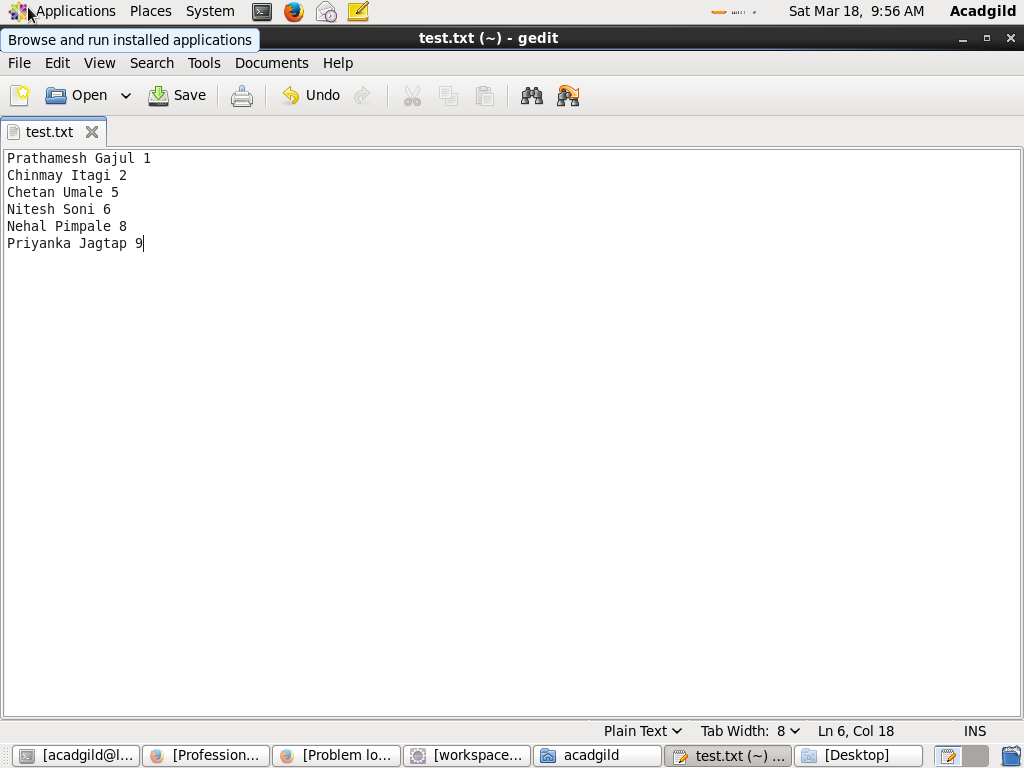 Applications Places System Sat Mar 18, 9:56 AM Acadgild
Browse and run installed applications
test.txt (~) - gedit
File Edit View Search Tools Documents Help
Open Save Undo
test.txt
Prathamesh Gajul 1
Chinmay Itagi 2
Chetan Umale 5
Nitesh Soni 6
Nehal Pimpale 8
Priyanka Jagtap 9
Plain Text Tab Width: 8 Ln 6, Col 18 INS
[acadgild@l... [Profession... [Problem lo... [workspace... acadgild test.txt (~) ... [Desktop]